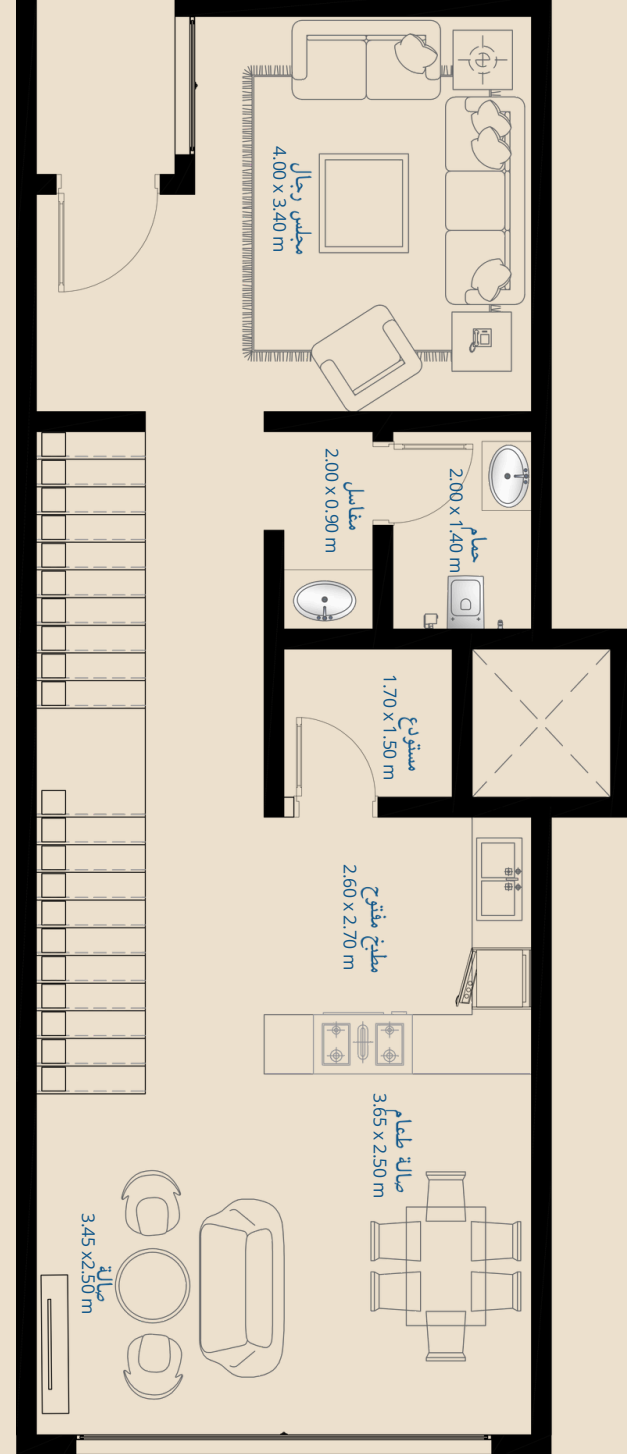 مجلس رجال
4.00 x 3.40 m
مغاسل
2.00 x 0.90 m
حمام
2.00 x 1.40 m
مستودع
1.70 x 1.50 m
مطبخ مفتوح
2.60 x 2.70 m
صالة طعام
3.65 x 2.50 m
صالة
3.45 x2.50 m